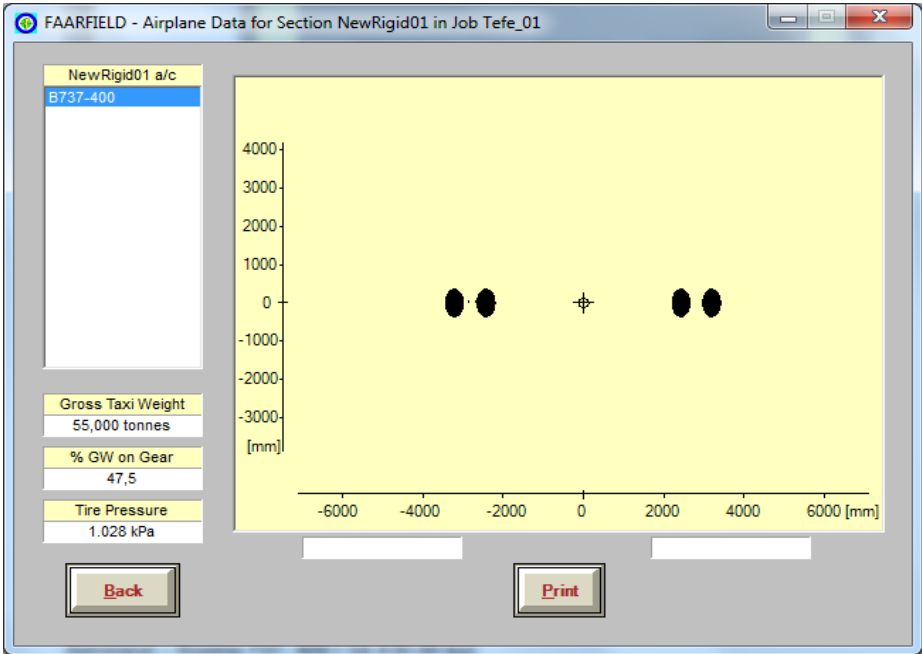 FAARFIELD - Airplane Data for Section NewRigid01 in Job Tefe_01
NewRigid01 a/c
B737-400
Gross Taxi Weight
55,000 tonnes
% GW on Gear
47,5
Tire Pressure
1.028 kPa
4000
3000
2000
1000
0
-1000
-2000
-3000
[mm]
-6000 -4000 -2000 0 2000 4000 6000 [mm]
Back
Print